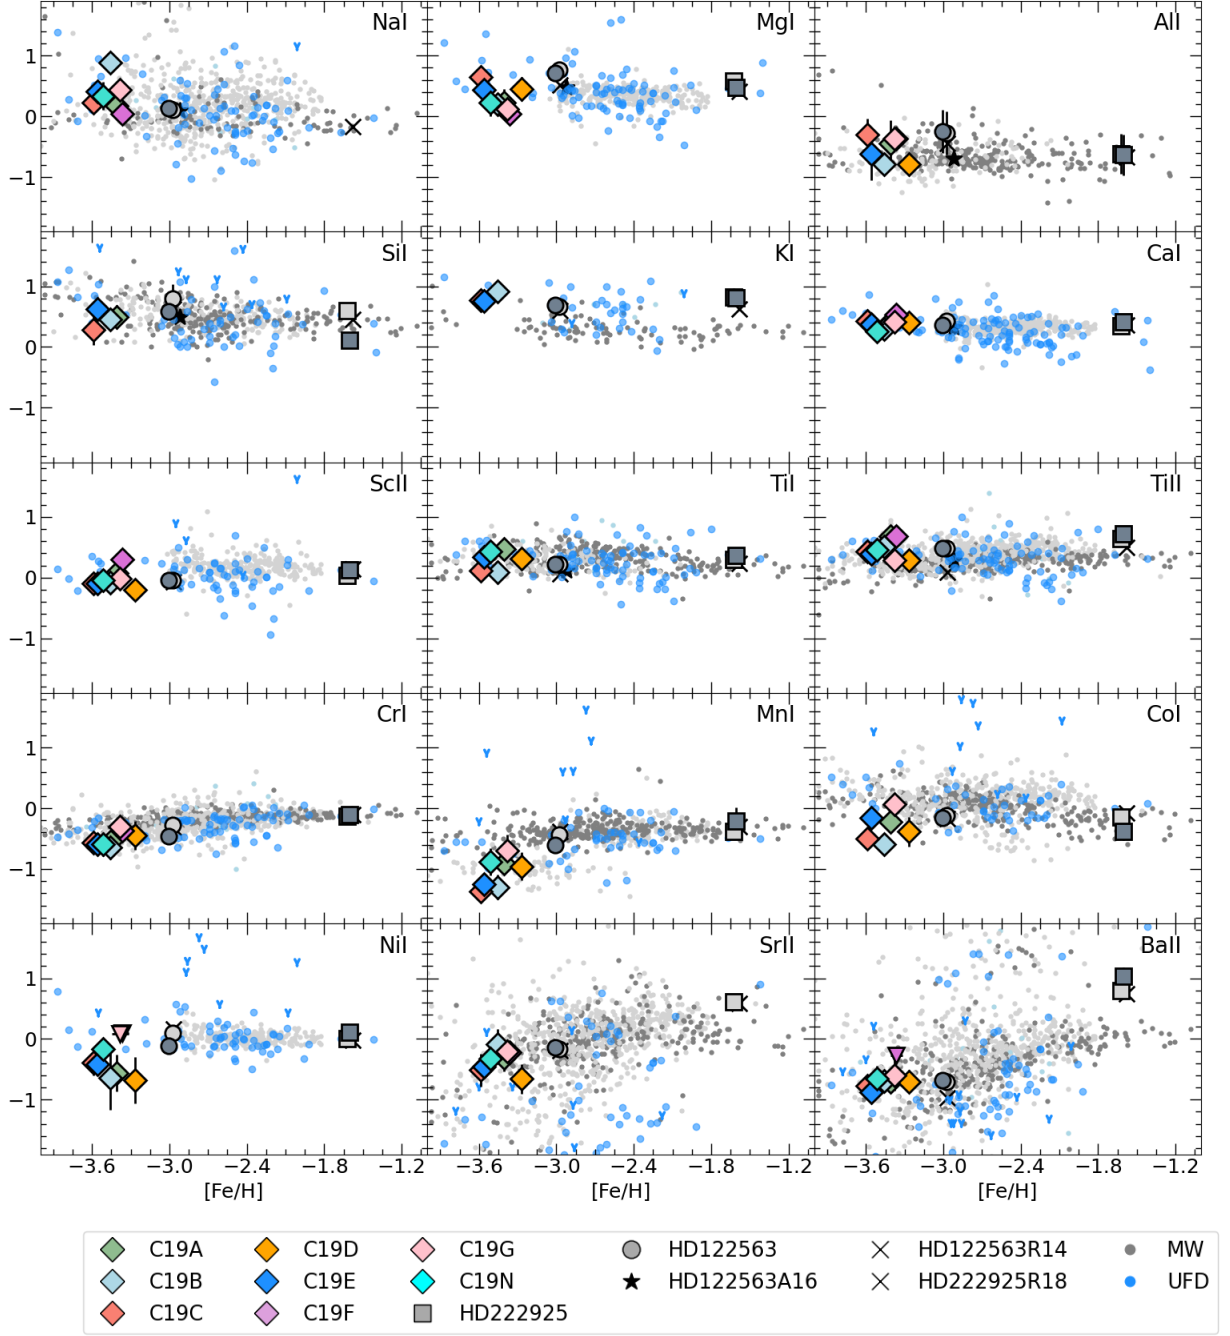 NaI
MgI
AlI
1
0
−1
SiI
KI
CaI
1
0
−1
ScII
TiI
TiII
1
0
−1
CrI
MnI
CoI
1
0
−1
NiI
SrII
BaII
1
0
−1
−3.6 −3.0 −2.4 −1.8 −1.2
−3.6 −3.0 −2.4 −1.8 −1.2
−3.6 −3.0 −2.4 −1.8 −1.2
[Fe/H]
[Fe/H]
[Fe/H]
C19A C19D C19G HD122563 HD122563R14 MW
C19B C19E C19N HD122563A16 HD222925R18 UFD
C19C C19F HD222925